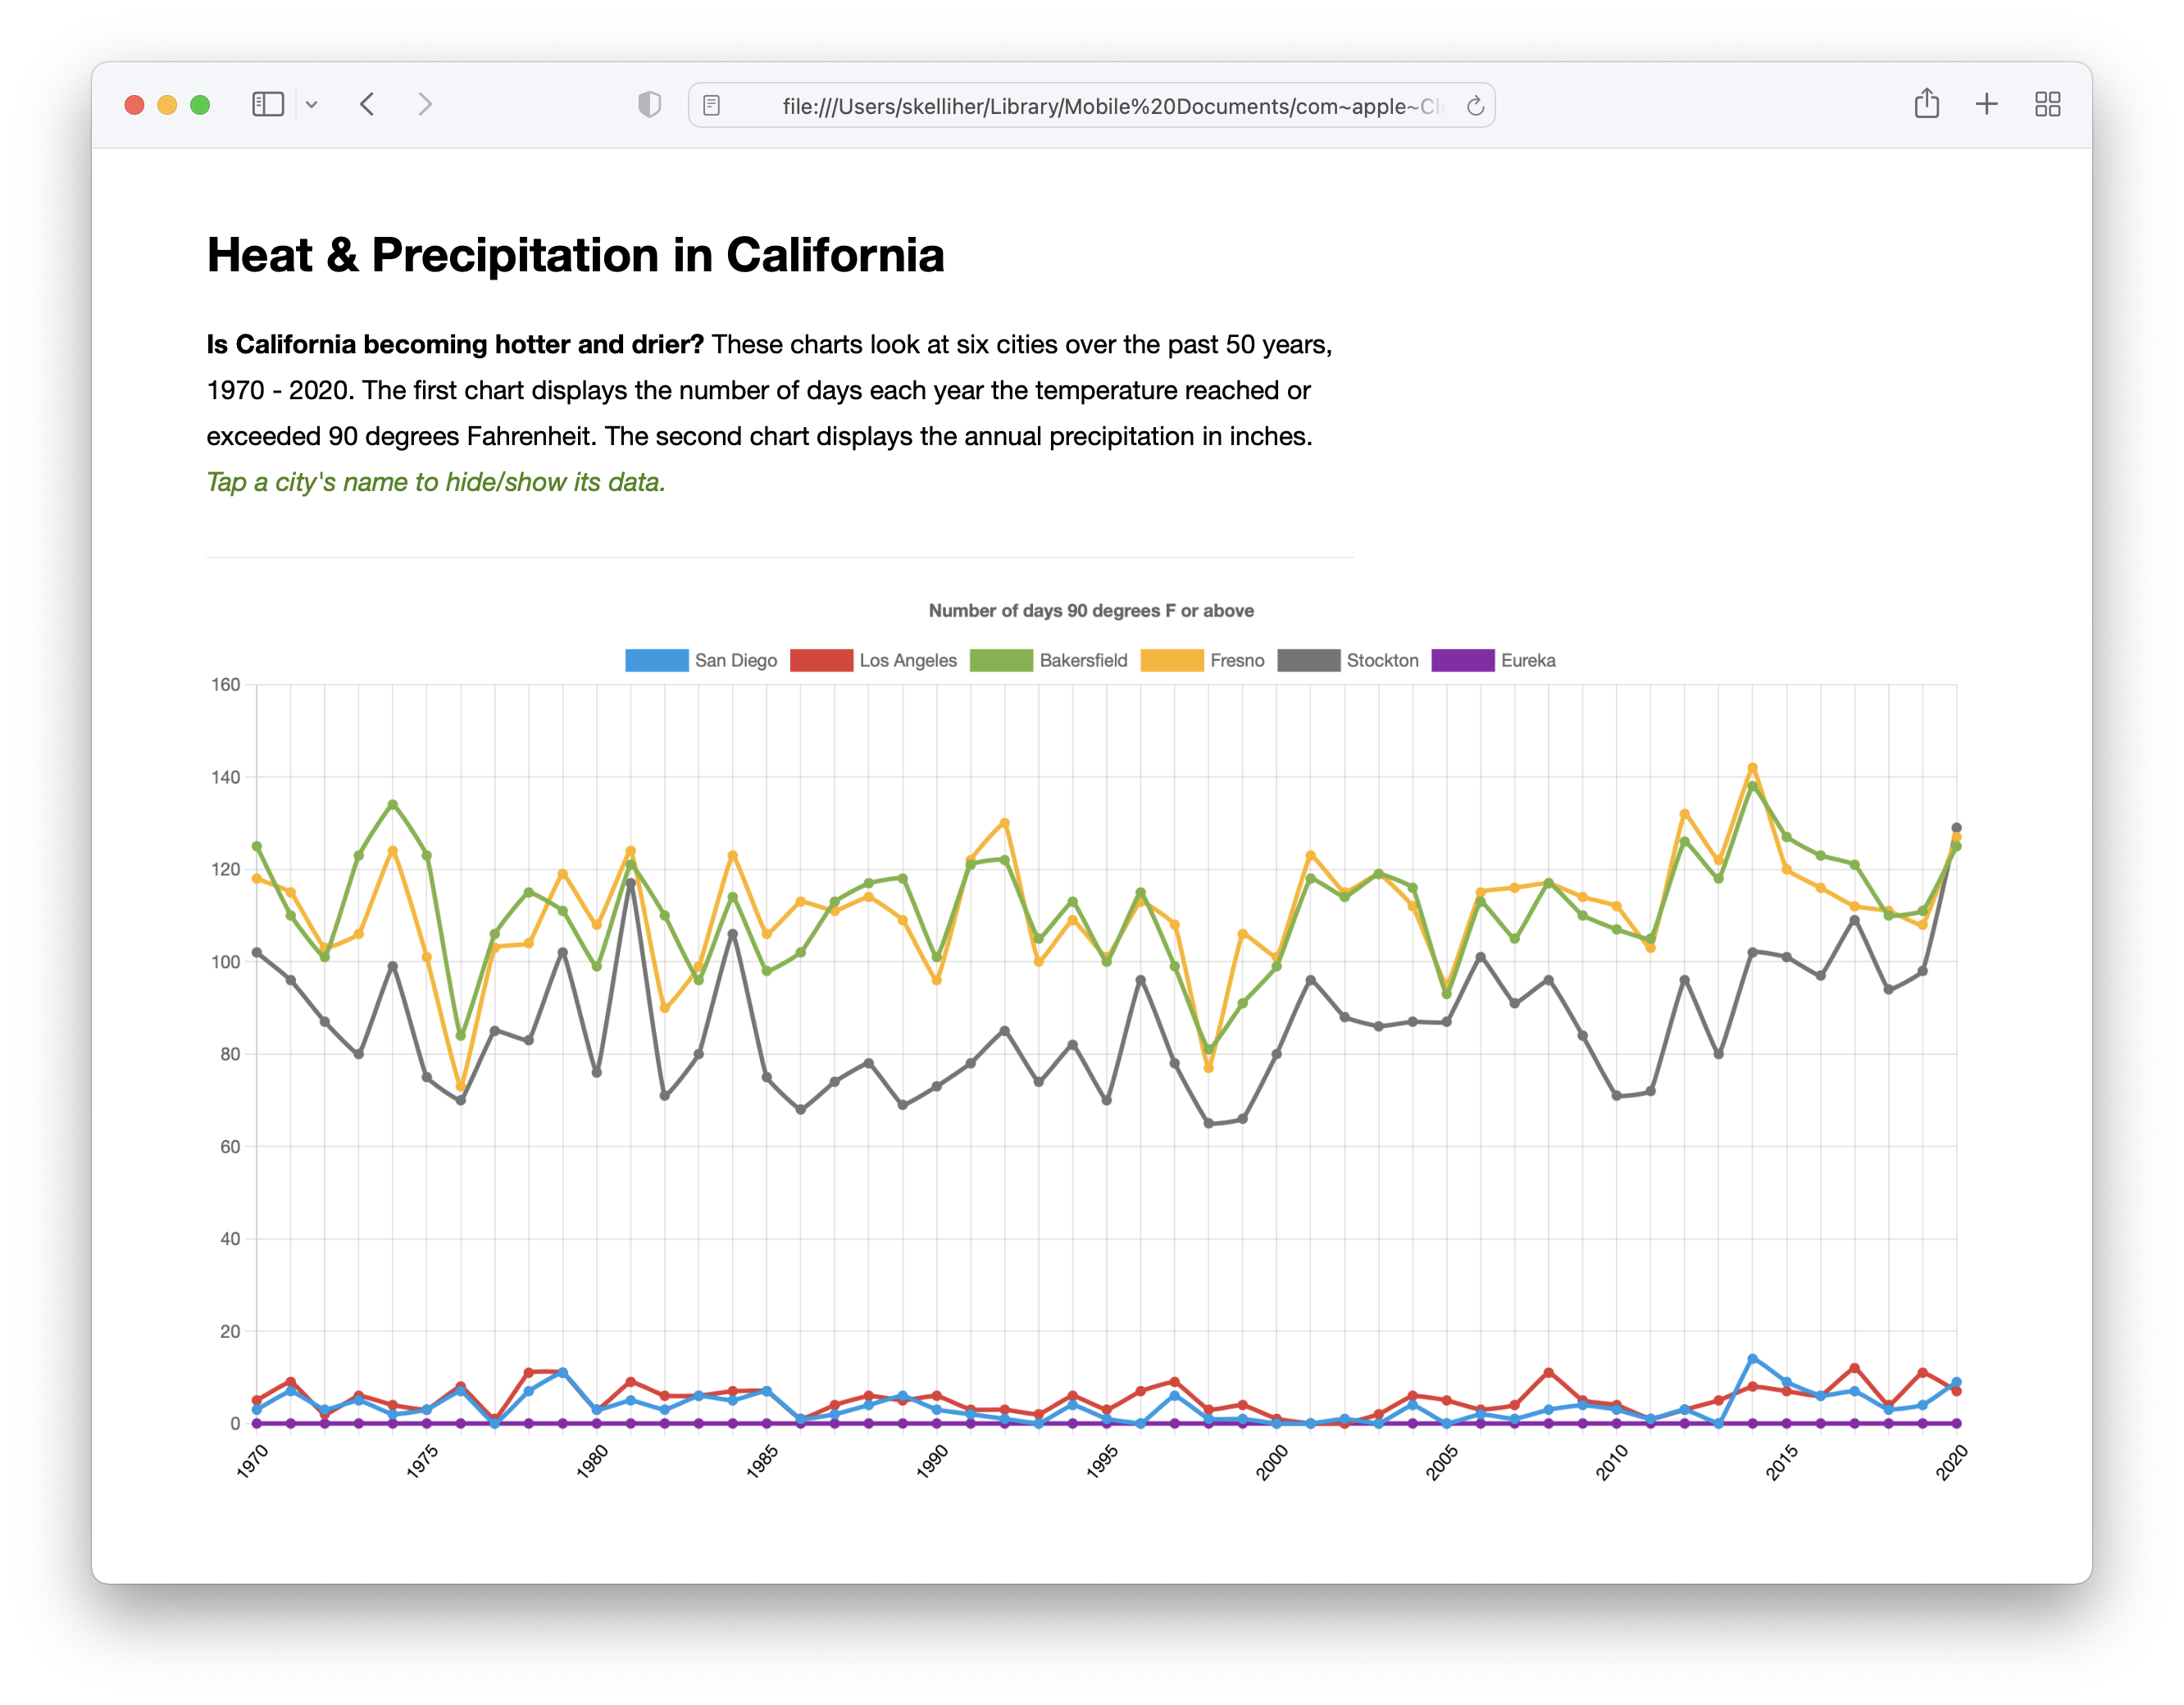 file:///Users/skelliher/Library/Mobile%20Documents/com~apple~Cl
Heat & Precipitation in California
Is California becoming hotter and drier? These charts look at six cities over the past 50 years,
1970 - 2020. The first chart displays the number of days each year the temperature reached or
exceeded 90 degrees Fahrenheit. The second chart displays the annual precipitation in inches.
Tap a city's name to hide/show its data.
Number of days 90 degrees F or above
San Diego Los Angeles Bakersfield Fresno Stockton Eureka
160
140
120
100
80
60
40
20
0
1970 1975 1980 1985 1990 1995 2000 2005 2010 2015 2020